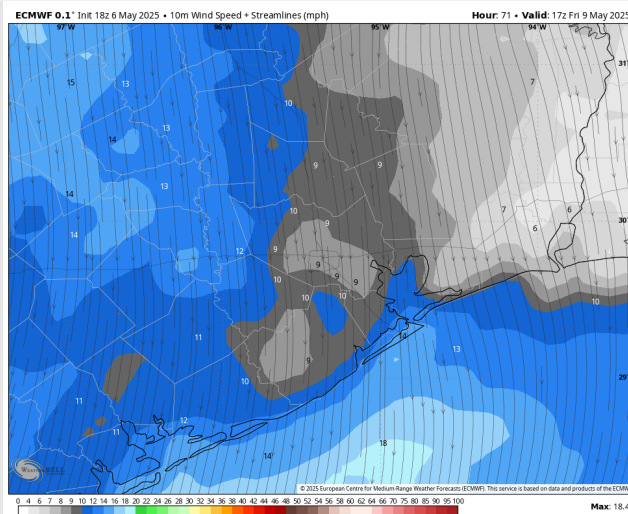 ECMWF 0.1° Init 18z 6 May 2025 • 10m Wind Speed + Streamlines (mph)
Hour: 71 • Valid: 17z Fri 9 May 2025
97°W 96°W 95°W 94°W
31°
15 13 7
10
13
14
9 9
13
14
10 7 6
9 30°
14 6
12 9
9
9 9
10
10 10 10
14
11
13
9
29°
10
11
12
11
18
14
WeatherBELL
© 2025 European Centre for Medium-Range Weather Forecasts (ECMWF). This service is based on data and products of the ECMW
0 4 6 7 8 9 10 12 14 16 18 20 22 24 26 28 30 32 34 36 38 40 42 44 46 48 50 52 54 56 58 60 62 64 66 70 75 80 85 90 95 100
Max: 18.4